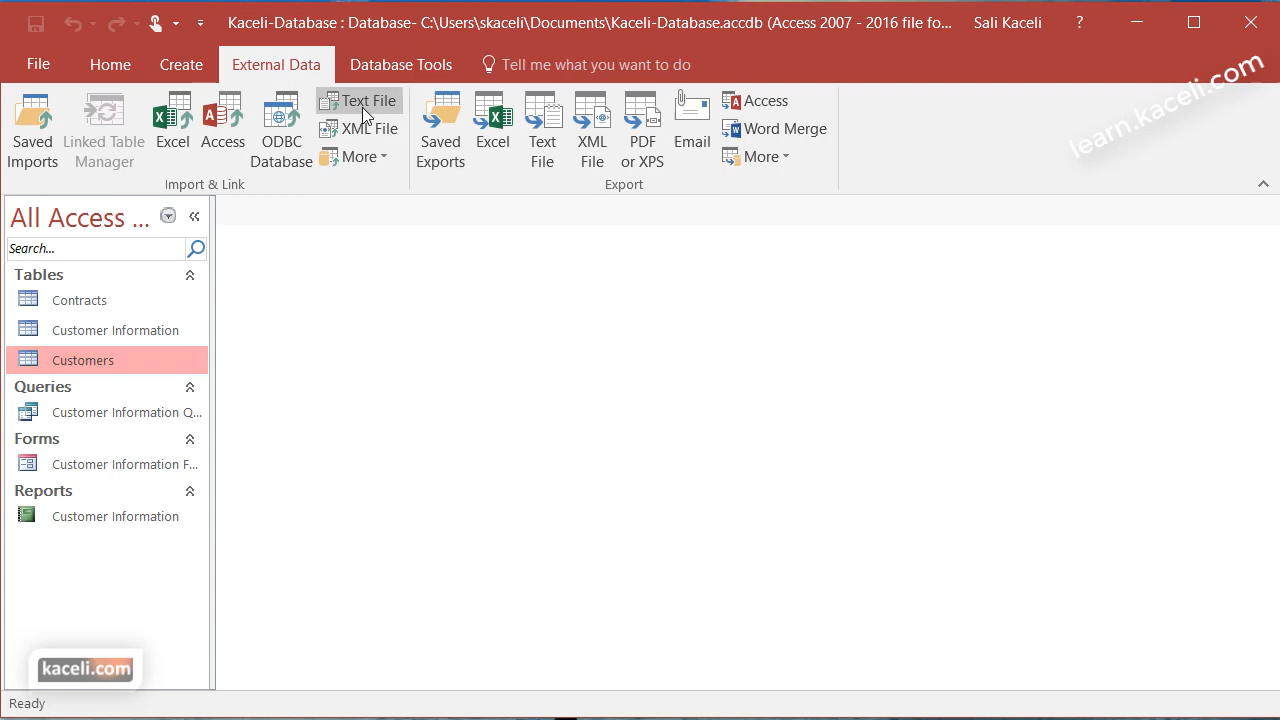 Kaceli-Database : Database- C:\Users\skaceli\Documents\Kaceli-Database.accdb (Access 2007 - 2016 file fo...
Sali Kaceli
?
File
Home
Create
External Data
Database Tools
Tell me what you want to do
Saved Imports
Linked Table Manager
Excel
Access
ODBC Database
Text File
XML File
More
Import & Link
Saved Exports
Excel
Text File
XML File
PDF or XPS
Email
Access
Word Merge
More
Export
learn.kaceli.com
All Access ...
Search...
Tables
Contracts
Customer Information
Customers
Queries
Customer Information Q...
Forms
Customer Information F...
Reports
Customer Information
kaceli.com
Ready